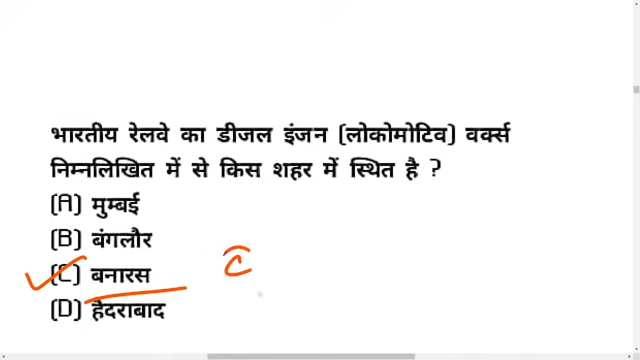 भारतीय रेलवे का डीजल इंजन (लोकोमोटिव) वर्क्स
निम्नलिखित में से किस शहर में स्थित है ?
(A) मुम्बई
(B) बंगलौर
(C) बनारस
(D) हैदराबाद
C